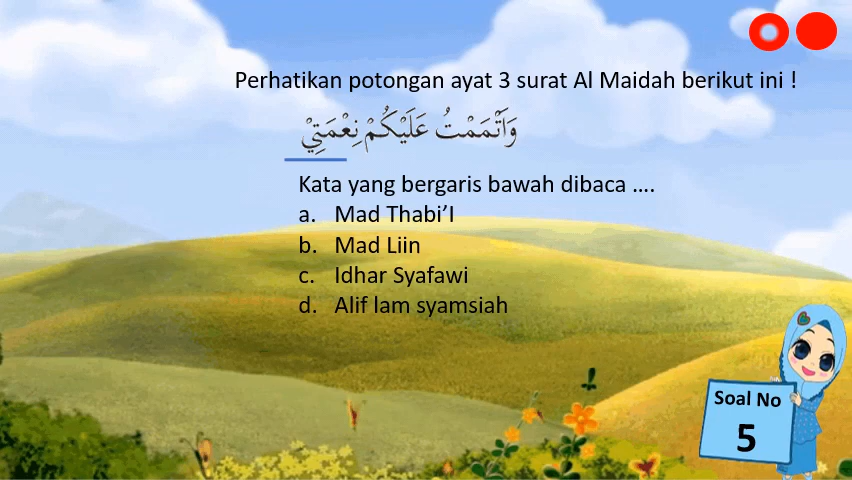 Perhatikan potongan ayat 3 surat Al Maidah berikut ini !
وَاَتْمَمْتُ عَلَيْكُمْ نِعْمَتِيْ
Kata yang bergaris bawah dibaca ....
a. Mad Thabi’I
b. Mad Liin
c. Idhar Syafawi
d. Alif lam syamsiah
Soal No
5